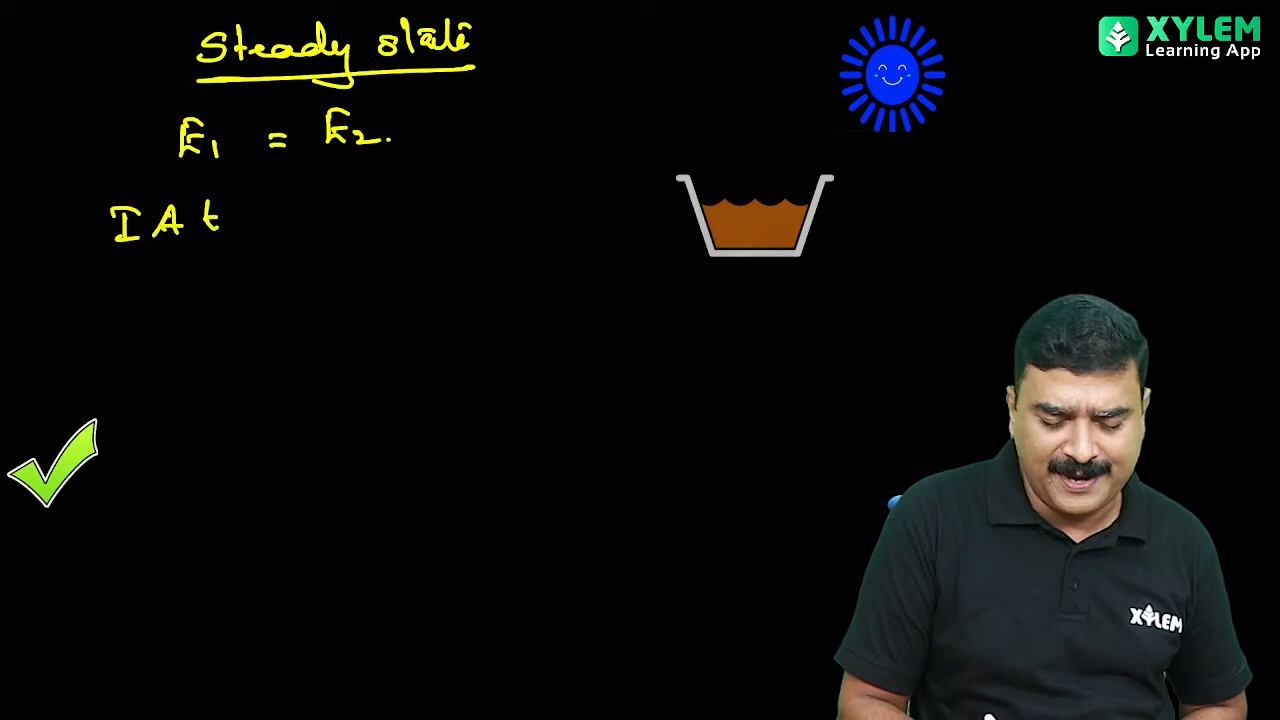 Steady state
E₁ = E₂.
I A t
XYLEM
Learning App
XYLEM